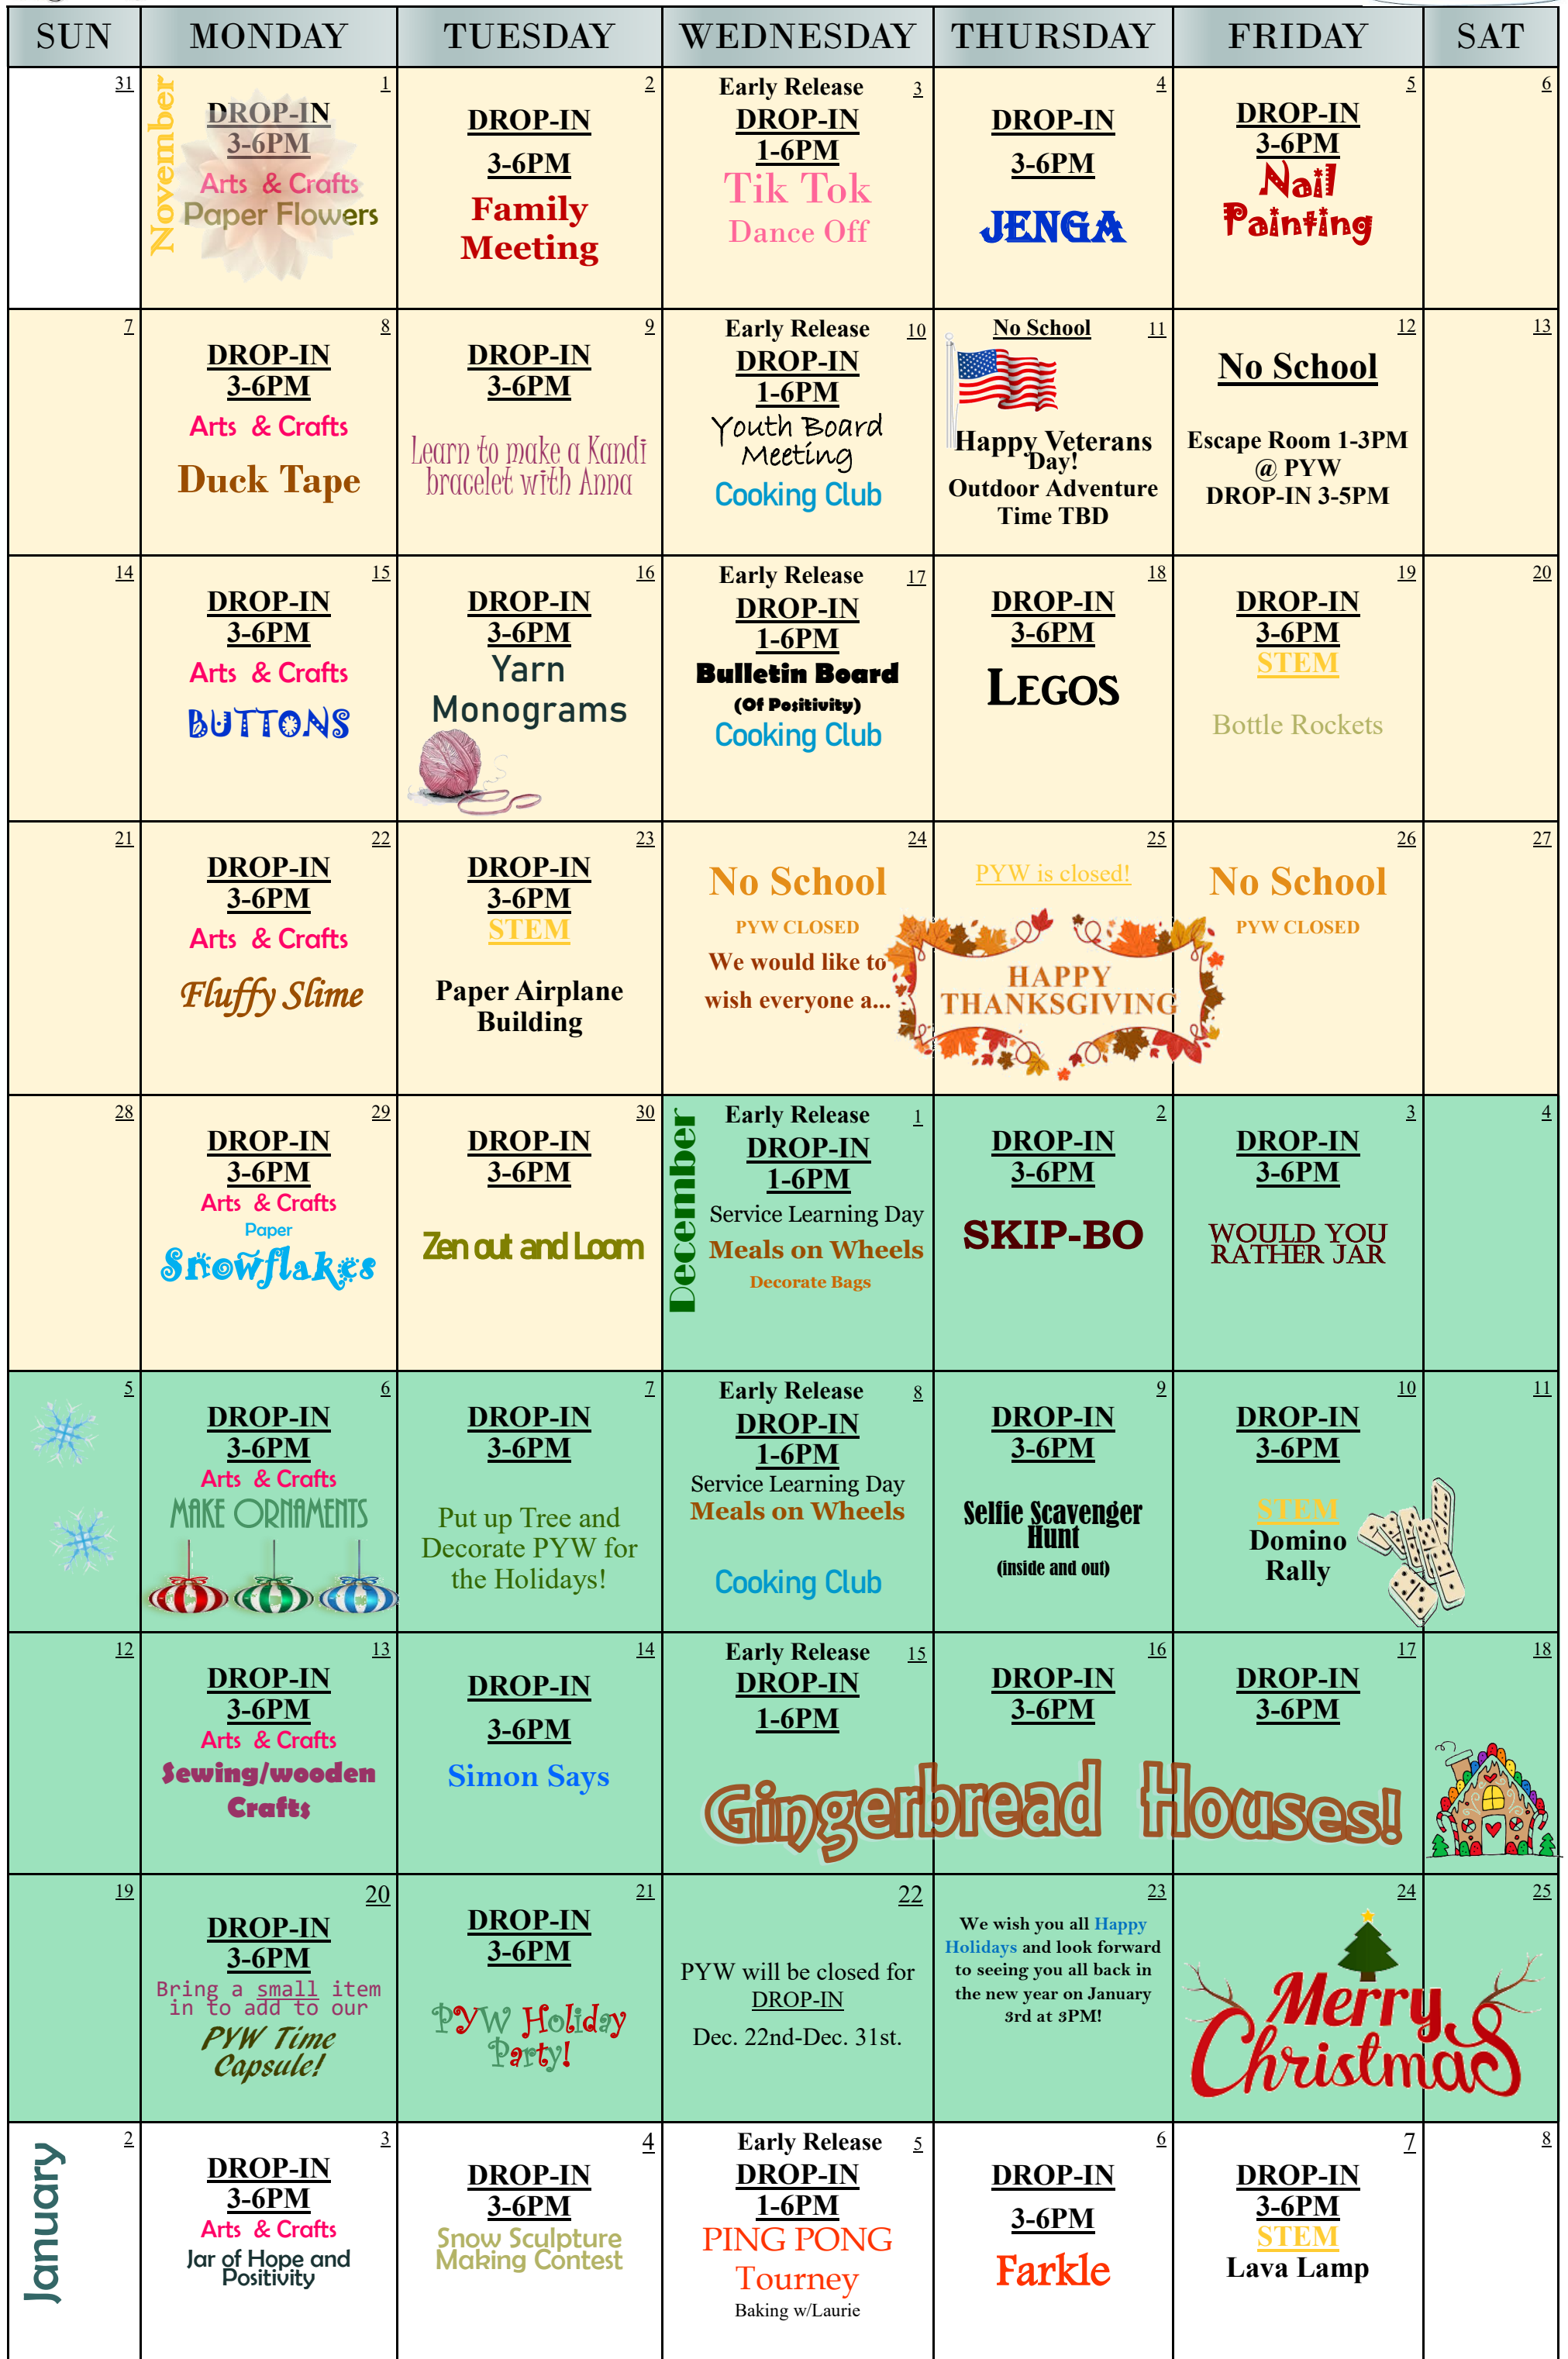 SUN MONDAY TUESDAY WEDNESDAY THURSDAY FRIDAY SAT
31
November
1
DROP-IN
3-6PM
Arts & Crafts
Paper Flowers
2
DROP-IN
3-6PM
Family
Meeting
Early Release 3
DROP-IN
1-6PM
Tik Tok
Dance Off
4
DROP-IN
3-6PM
JENGA
5
DROP-IN
3-6PM
Nail
Painting
6
7
8
DROP-IN
3-6PM
Arts & Crafts
Duck Tape
9
DROP-IN
3-6PM
Learn to make a Kandi
bracelet with Anna
Early Release 10
DROP-IN
1-6PM
Youth Board
Meeting
Cooking Club
No School 11
Happy Veterans
Day!
Outdoor Adventure
Time TBD
12
No School
Escape Room 1-3PM
@ PYW
DROP-IN 3-5PM
13
14
15
DROP-IN
3-6PM
Arts & Crafts
BUTTONS
16
DROP-IN
3-6PM
Yarn
Monograms
Early Release 17
DROP-IN
1-6PM
Bulletin Board
(Of Positivity)
Cooking Club
18
DROP-IN
3-6PM
LEGOS
19
DROP-IN
3-6PM
STEM
Bottle Rockets
20
21
22
DROP-IN
3-6PM
Arts & Crafts
Fluffy Slime
23
DROP-IN
3-6PM
STEM
Paper Airplane
Building
24
No School
PYW CLOSED
We would like to
wish everyone a...
25
PYW is closed!
HAPPY
THANKSGIVING
26
No School
PYW CLOSED
27
28
29
DROP-IN
3-6PM
Arts & Crafts
Paper
Snowflakes
30
DROP-IN
3-6PM
Zen out and Loom
December
Early Release 1
DROP-IN
1-6PM
Service Learning Day
Meals on Wheels
Decorate Bags
2
DROP-IN
3-6PM
SKIP-BO
3
DROP-IN
3-6PM
WOULD YOU
RATHER JAR
4
5
6
DROP-IN
3-6PM
Arts & Crafts
MAKE ORNAMENTS
7
DROP-IN
3-6PM
Put up Tree and
Decorate PYW for
the Holidays!
Early Release 8
DROP-IN
1-6PM
Service Learning Day
Meals on Wheels
Cooking Club
9
DROP-IN
3-6PM
Selfie Scavenger
Hunt
(inside and out)
10
DROP-IN
3-6PM
STEM
Domino
Rally
11
12
13
DROP-IN
3-6PM
Arts & Crafts
Sewing/wooden
Crafts
14
DROP-IN
3-6PM
Simon Says
Early Release 15
DROP-IN
1-6PM
16
DROP-IN
3-6PM
17
DROP-IN
3-6PM
Gingerbread Houses!
18
19
20
DROP-IN
3-6PM
Bring a small item
in to add to our
PYW Time
Capsule!
21
DROP-IN
3-6PM
PYW Holiday
Party!
22
PYW will be closed for
DROP-IN
Dec. 22nd-Dec. 31st.
23
We wish you all Happy
Holidays and look forward
to seeing you all back in
the new year on January
3rd at 3PM!
24
25
Merry
Christmas
January
2
3
DROP-IN
3-6PM
Arts & Crafts
Jar of Hope and
Positivity
4
DROP-IN
3-6PM
Snow Sculpture
Making Contest
Early Release 5
DROP-IN
1-6PM
PING PONG
Tourney
Baking w/Laurie
6
DROP-IN
3-6PM
Farkle
7
DROP-IN
3-6PM
STEM
Lava Lamp
8